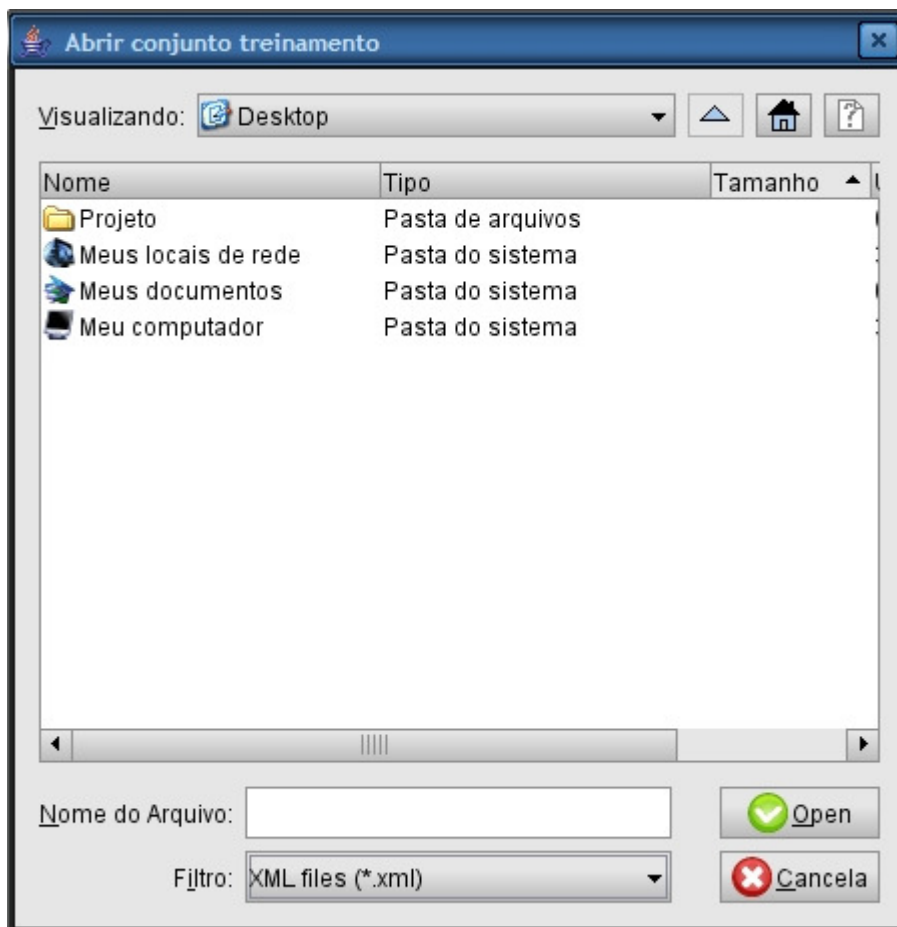 Abrir conjunto treinamento
Visualizando: Desktop
Nome Tipo Tamanho
Projeto Pasta de arquivos
Meus locais de rede Pasta do sistema
Meus documentos Pasta do sistema
Meu computador Pasta do sistema
Nome do Arquivo: Open
Filtro: XML files (*.xml) Cancela